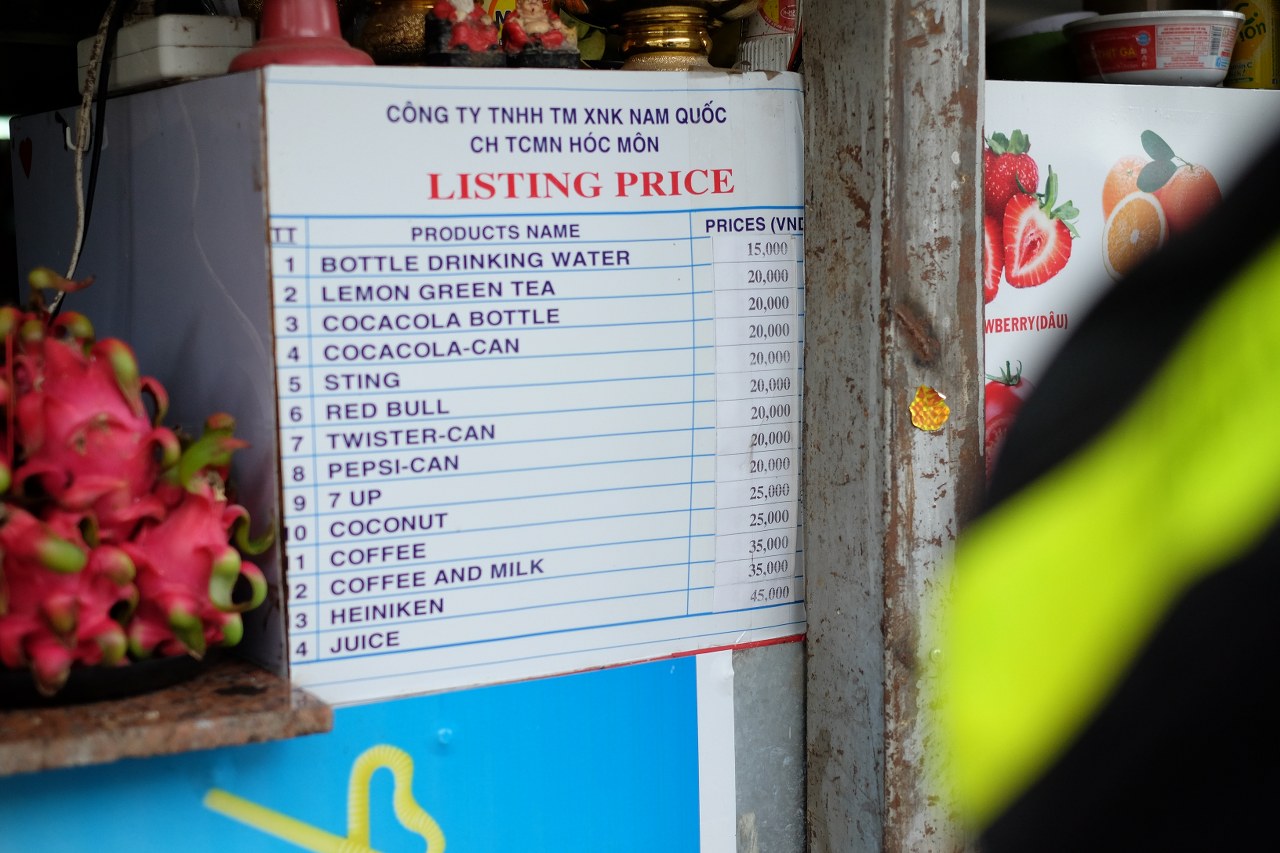 CÔNG TY TNHH TM XNK NAM QUỐC
CH TCMN HÓC MÔN
LISTING PRICE
TT PRODUCTS NAME PRICES (VND
1 BOTTLE DRINKING WATER 15,000
2 LEMON GREEN TEA 20,000
3 COCACOLA BOTTLE 20,000
4 COCACOLA-CAN 20,000
5 STING 20,000
6 RED BULL 20,000
7 TWISTER-CAN 20,000
8 PEPSI-CAN 20,000
9 7 UP 20,000
10 COCONUT 25,000
1 COFFEE 25,000
2 COFFEE AND MILK 35,000
3 HEINIKEN 35,000
4 JUICE 45,000
WBERRY(DÂU)